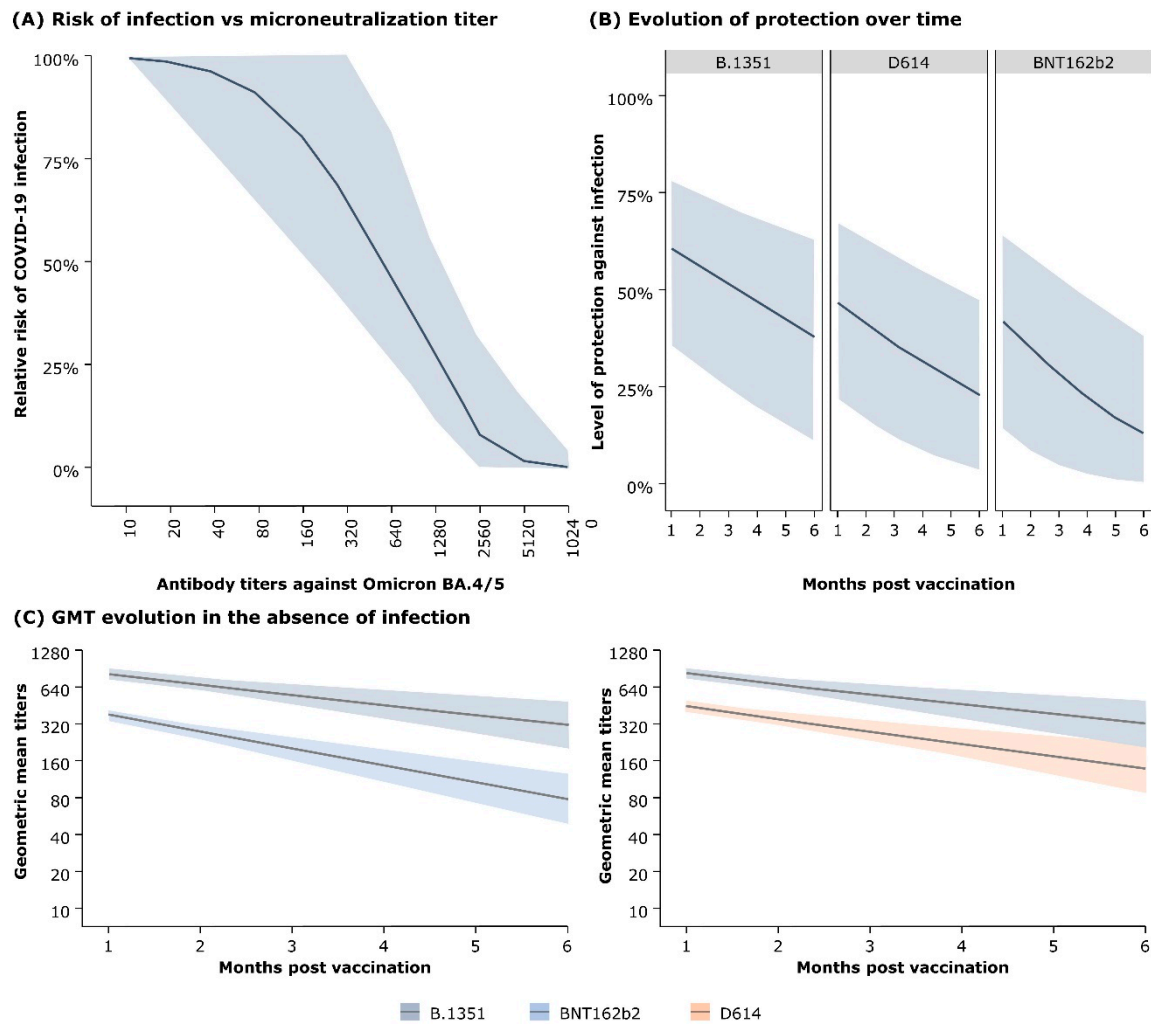 (A) Risk of infection vs microneutralization titer
Relative risk of COVID-19 infection
100%
75%
50%
25%
0%
10
20
40
80
160
320
640
1280
2560
5120
1024
0
Antibody titers against Omicron BA.4/5
(B) Evolution of protection over time
B.1351
D614
BNT162b2
Level of protection against infection
100%
75%
50%
25%
0%
1 2 3 4 5 6
1 2 3 4 5 6
1 2 3 4 5 6
Months post vaccination
(C) GMT evolution in the absence of infection
Geometric mean titers
1280
640
320
160
80
40
20
10
1 2 3 4 5 6
Months post vaccination
Geometric mean titers
1280
640
320
160
80
40
20
10
1 2 3 4 5 6
Months post vaccination
B.1351 BNT162b2 D614